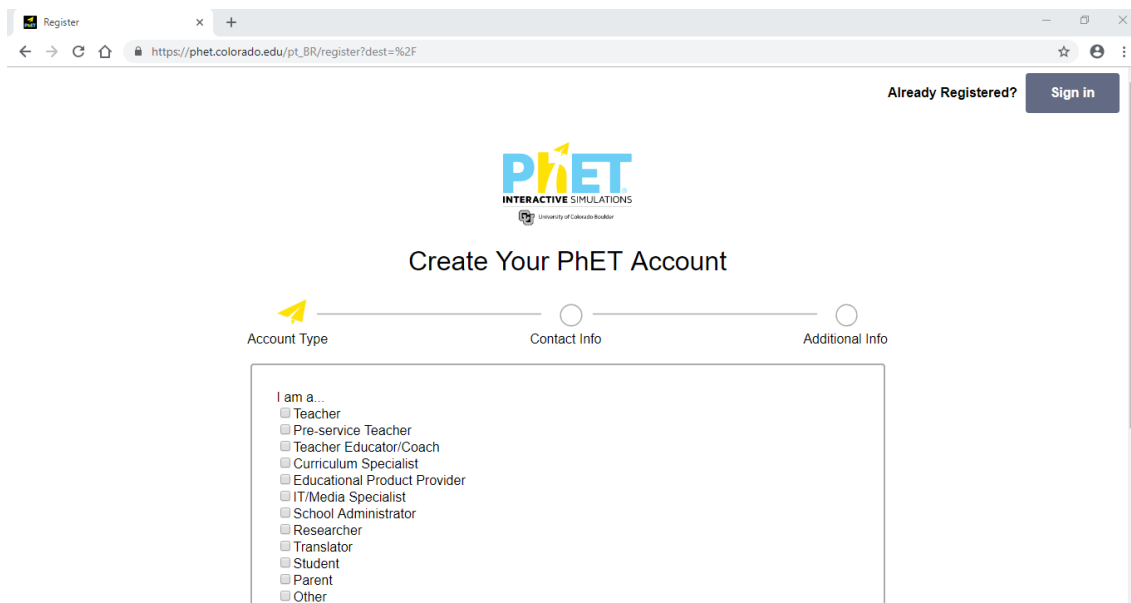 Register
https://phet.colorado.edu/pt_BR/register?dest=%2F
Already Registered? Sign in
PhET
INTERACTIVE SIMULATIONS
University of Colorado Boulder
Create Your PhET Account
Account Type Contact Info Additional Info
I am a...
Teacher
Pre-service Teacher
Teacher Educator/Coach
Curriculum Specialist
Educational Product Provider
IT/Media Specialist
School Administrator
Researcher
Translator
Student
Parent
Other